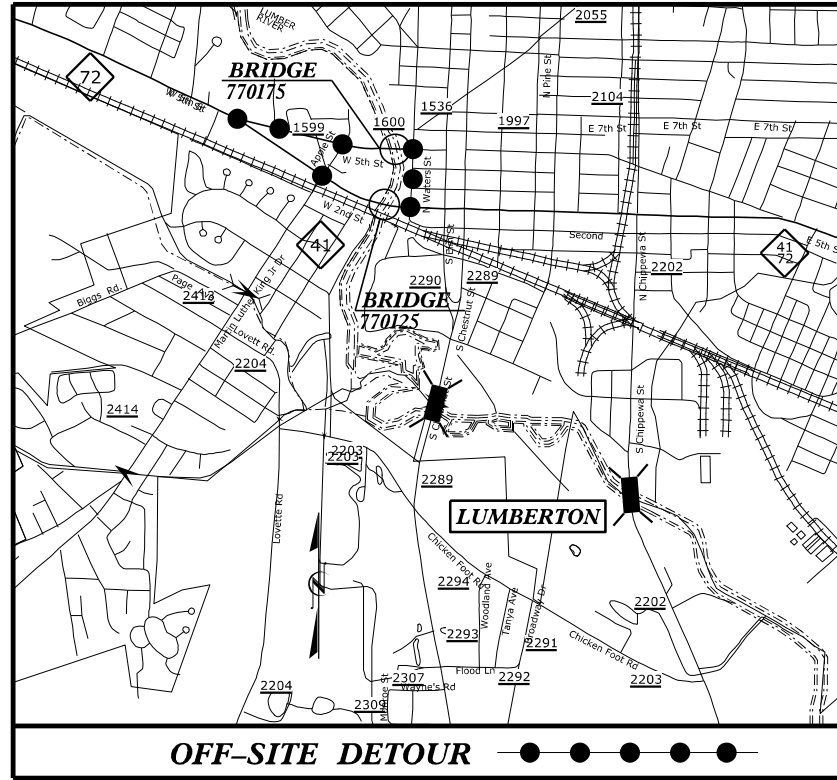 LUMBER
RIVER
2055
BRIDGE
770175
72
W 5th St
N Pine St
2104
1536
1600
1997
1599
E 7th St
E 7th St
E 7th St
Apple St
W 5th St
N Waters St
W 2nd St
41
Second
41
72
N Chippewa St
2202
2290
2289
BRIDGE
770125
S Chestnut St
Biggs Rd.
2413
Martin Luther King Jr Dr
Lovett Rd.
2204
2414
S Chippewa St
2203
2203
2289
LUMBERTON
Lovette Rd
Chicken Foot Rd
2294
Woodland Ave
Tanya Ave
Broadway Dr
2202
2293
2291
Chicken Foot Rd
Flood Ln
2307
2292
2203
Wayne's Rd
2204
2309
OFF-SITE DETOUR